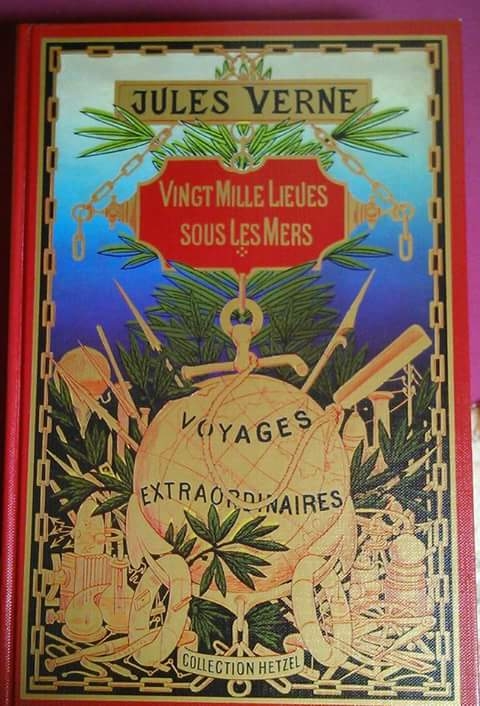 JULES VERNE
VINGT MILLE LIEUES
SOUS LES MERS
VOYAGES
EXTRAORDINAIRES
COLLECTION HETZEL